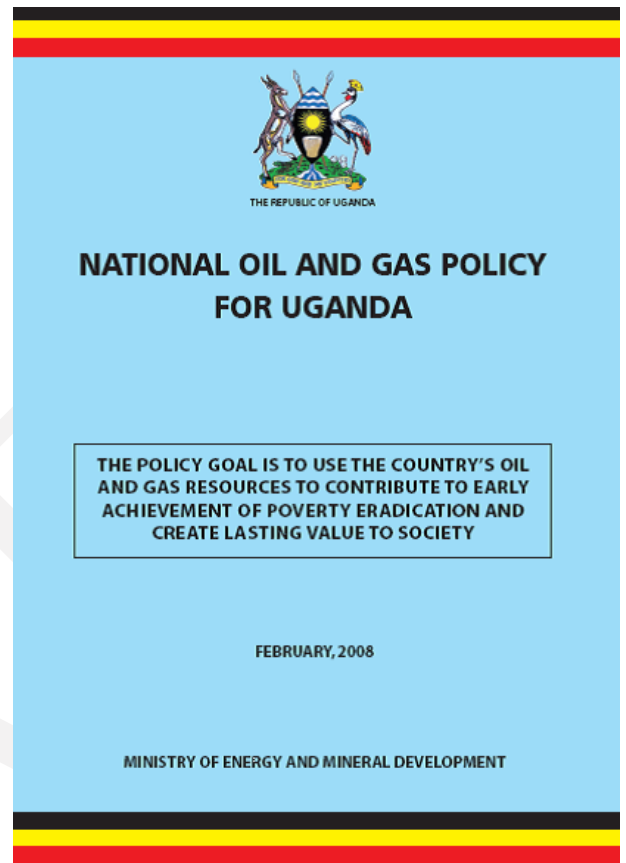 THE REPUBLIC OF UGANDA
NATIONAL OIL AND GAS POLICY
FOR UGANDA
THE POLICY GOAL IS TO USE THE COUNTRY'S OIL
AND GAS RESOURCES TO CONTRIBUTE TO EARLY
ACHIEVEMENT OF POVERTY ERADICATION AND
CREATE LASTING VALUE TO SOCIETY
FEBRUARY, 2008
MINISTRY OF ENERGY AND MINERAL DEVELOPMENT